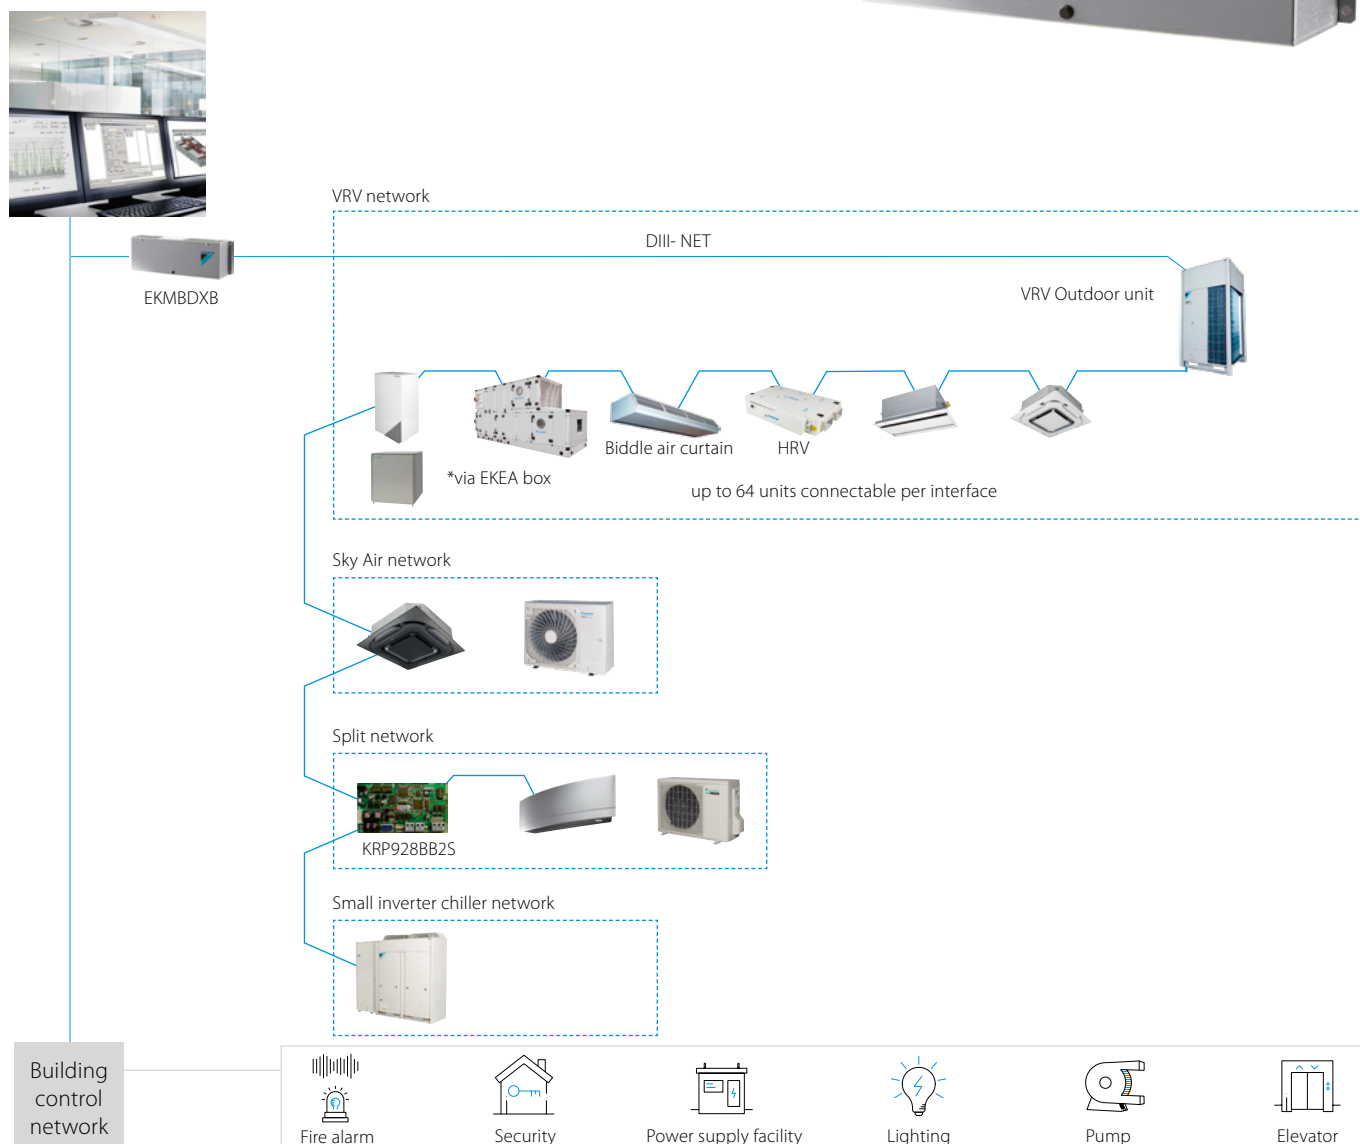 VRV network
DIII- NET
EKMBDXB
VRV Outdoor unit
Biddle air curtain
HRV
*via EKEA box
up to 64 units connectable per interface
Sky Air network
Split network
KRP928BB2S
Small inverter chiller network
Building
control
network
Fire alarm
Security
Power supply facility
Lighting
Pump
Elevator